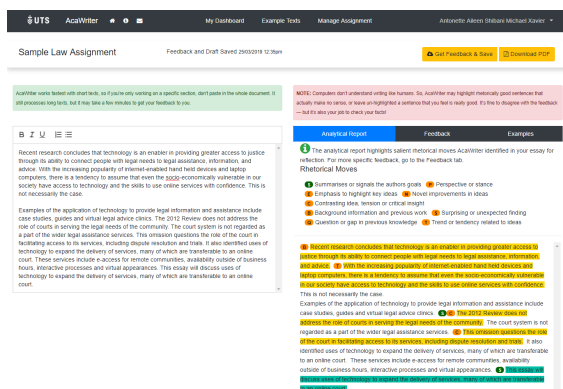 UTS AcaWriter My Dashboard Example Texts Manage Assignment Antonette Aileen Shibani Michael Xavier
Sample Law Assignment
Feedback and Draft Saved 25/03/2019 12:35am
Get Feedback & Save
Download PDF
AcaWriter works fastest with short texts, so if you're only working on a specific section, don't paste in the whole document. It
still processes long texts, but it may take a few minutes to get your feedback to you.
NOTE: Computers don't understand writing like humans. So, AcaWriter may highlight rhetorically good sentences that
actually make no sense, or leave un-highlighted a sentence that you feel is really good. It's fine to disagree with the feedback
— but it's also your job to check your facts!
B I U
Recent research concludes that technology is an enabler in providing greater access to justice
through its ability to connect people with legal needs to legal assistance, information, and
advice. With the increasing popularity of internet-enabled hand held devices and laptop
computers, there is a tendency to assume that even the socio-economically vulnerable in our
society have access to technology and the skills to use online services with confidence. This is
not necessarily the case.
Examples of the application of technology to provide legal information and assistance include
case studies, guides and virtual legal advice clinics. The 2012 Review does not address the
role of courts in serving the legal needs of the community. The court system is not regarded as
a part of the wider legal assistance services. This omission questions the role of the court in
facilitating access to its services, including dispute resolution and trials. It also identified uses of
technology to expand the delivery of services, many of which are transferable to an online
court. These services include e-access for remote communities, availability outside of business
hours, interactive processes and virtual appearances. This essay will discuss uses of
technology to expand the delivery of services, many of which are transferable to an online
court.
Analytical Report Feedback Examples
The analytical report highlights salient rhetorical moves AcaWriter identified in your essay for
reflection. For more specific feedback, go to the Feedback tab.
Rhetorical Moves
S Summarises or signals the authors goals P Perspective or stance
E Emphasis to highlight key ideas N Novel improvements in ideas
C Contrasting idea, tension or critical insight
B Background information and previous work S Surprising or unexpected finding
Q Question or gap in previous knowledge T Trend or tendency related to ideas
B Recent research concludes that technology is an enabler in providing greater access to
justice through its ability to connect people with legal needs to legal assistance, information,
and advice. T With the increasing popularity of internet-enabled hand held devices and
laptop computers, there is a tendency to assume that even the socio-economically vulnerable
in our society have access to technology and the skills to use online services with confidence.
This is not necessarily the case.
Examples of the application of technology to provide legal information and assistance include
case studies, guides and virtual legal advice clinics. S C The 2012 Review does not
address the role of courts in serving the legal needs of the community. The court system is not
regarded as a part of the wider legal assistance services. C This omission questions the role
of the court in facilitating access to its services, including dispute resolution and trials. It also
identified uses of technology to expand the delivery of services, many of which are transferable
to an online court. These services include e-access for remote communities, availability
outside of business hours, interactive processes and virtual appearances. S This essay will
discuss uses of technology to expand the delivery of services, many of which are transferable